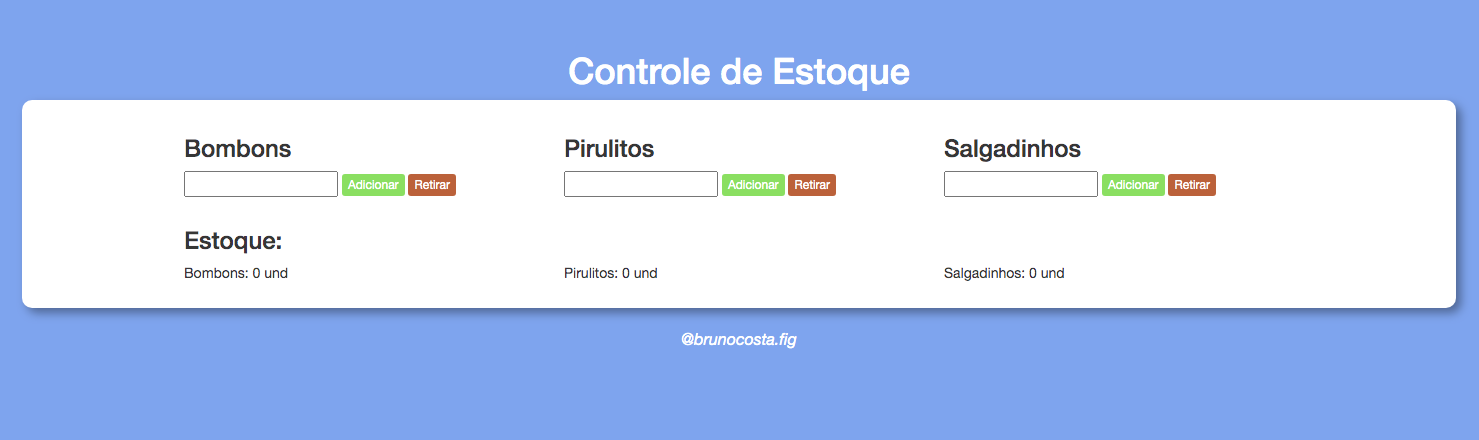 Controle de Estoque
Bombons Pirulitos Salgadinhos
Adicionar Retirar Adicionar Retirar Adicionar Retirar
Estoque:
Bombons: 0 und Pirulitos: 0 und Salgadinhos: 0 und
@brunocosta.fig